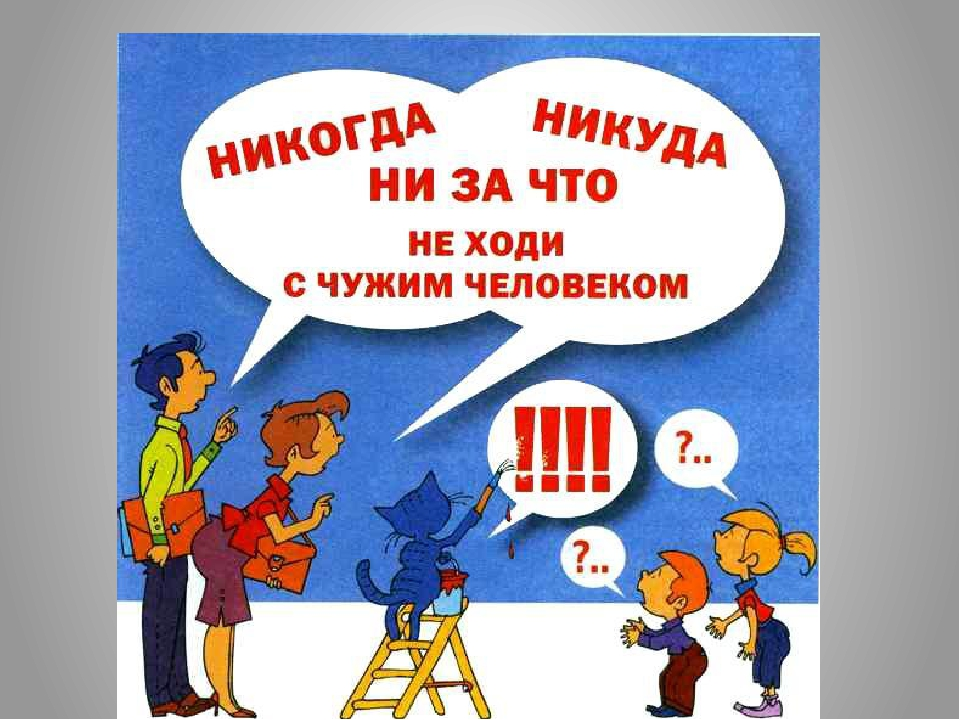 НИКОГДА НИКУДА
НИ ЗА ЧТО
НЕ ХОДИ
С ЧУЖИМ ЧЕЛОВЕКОМ
!!!!
?..
?..